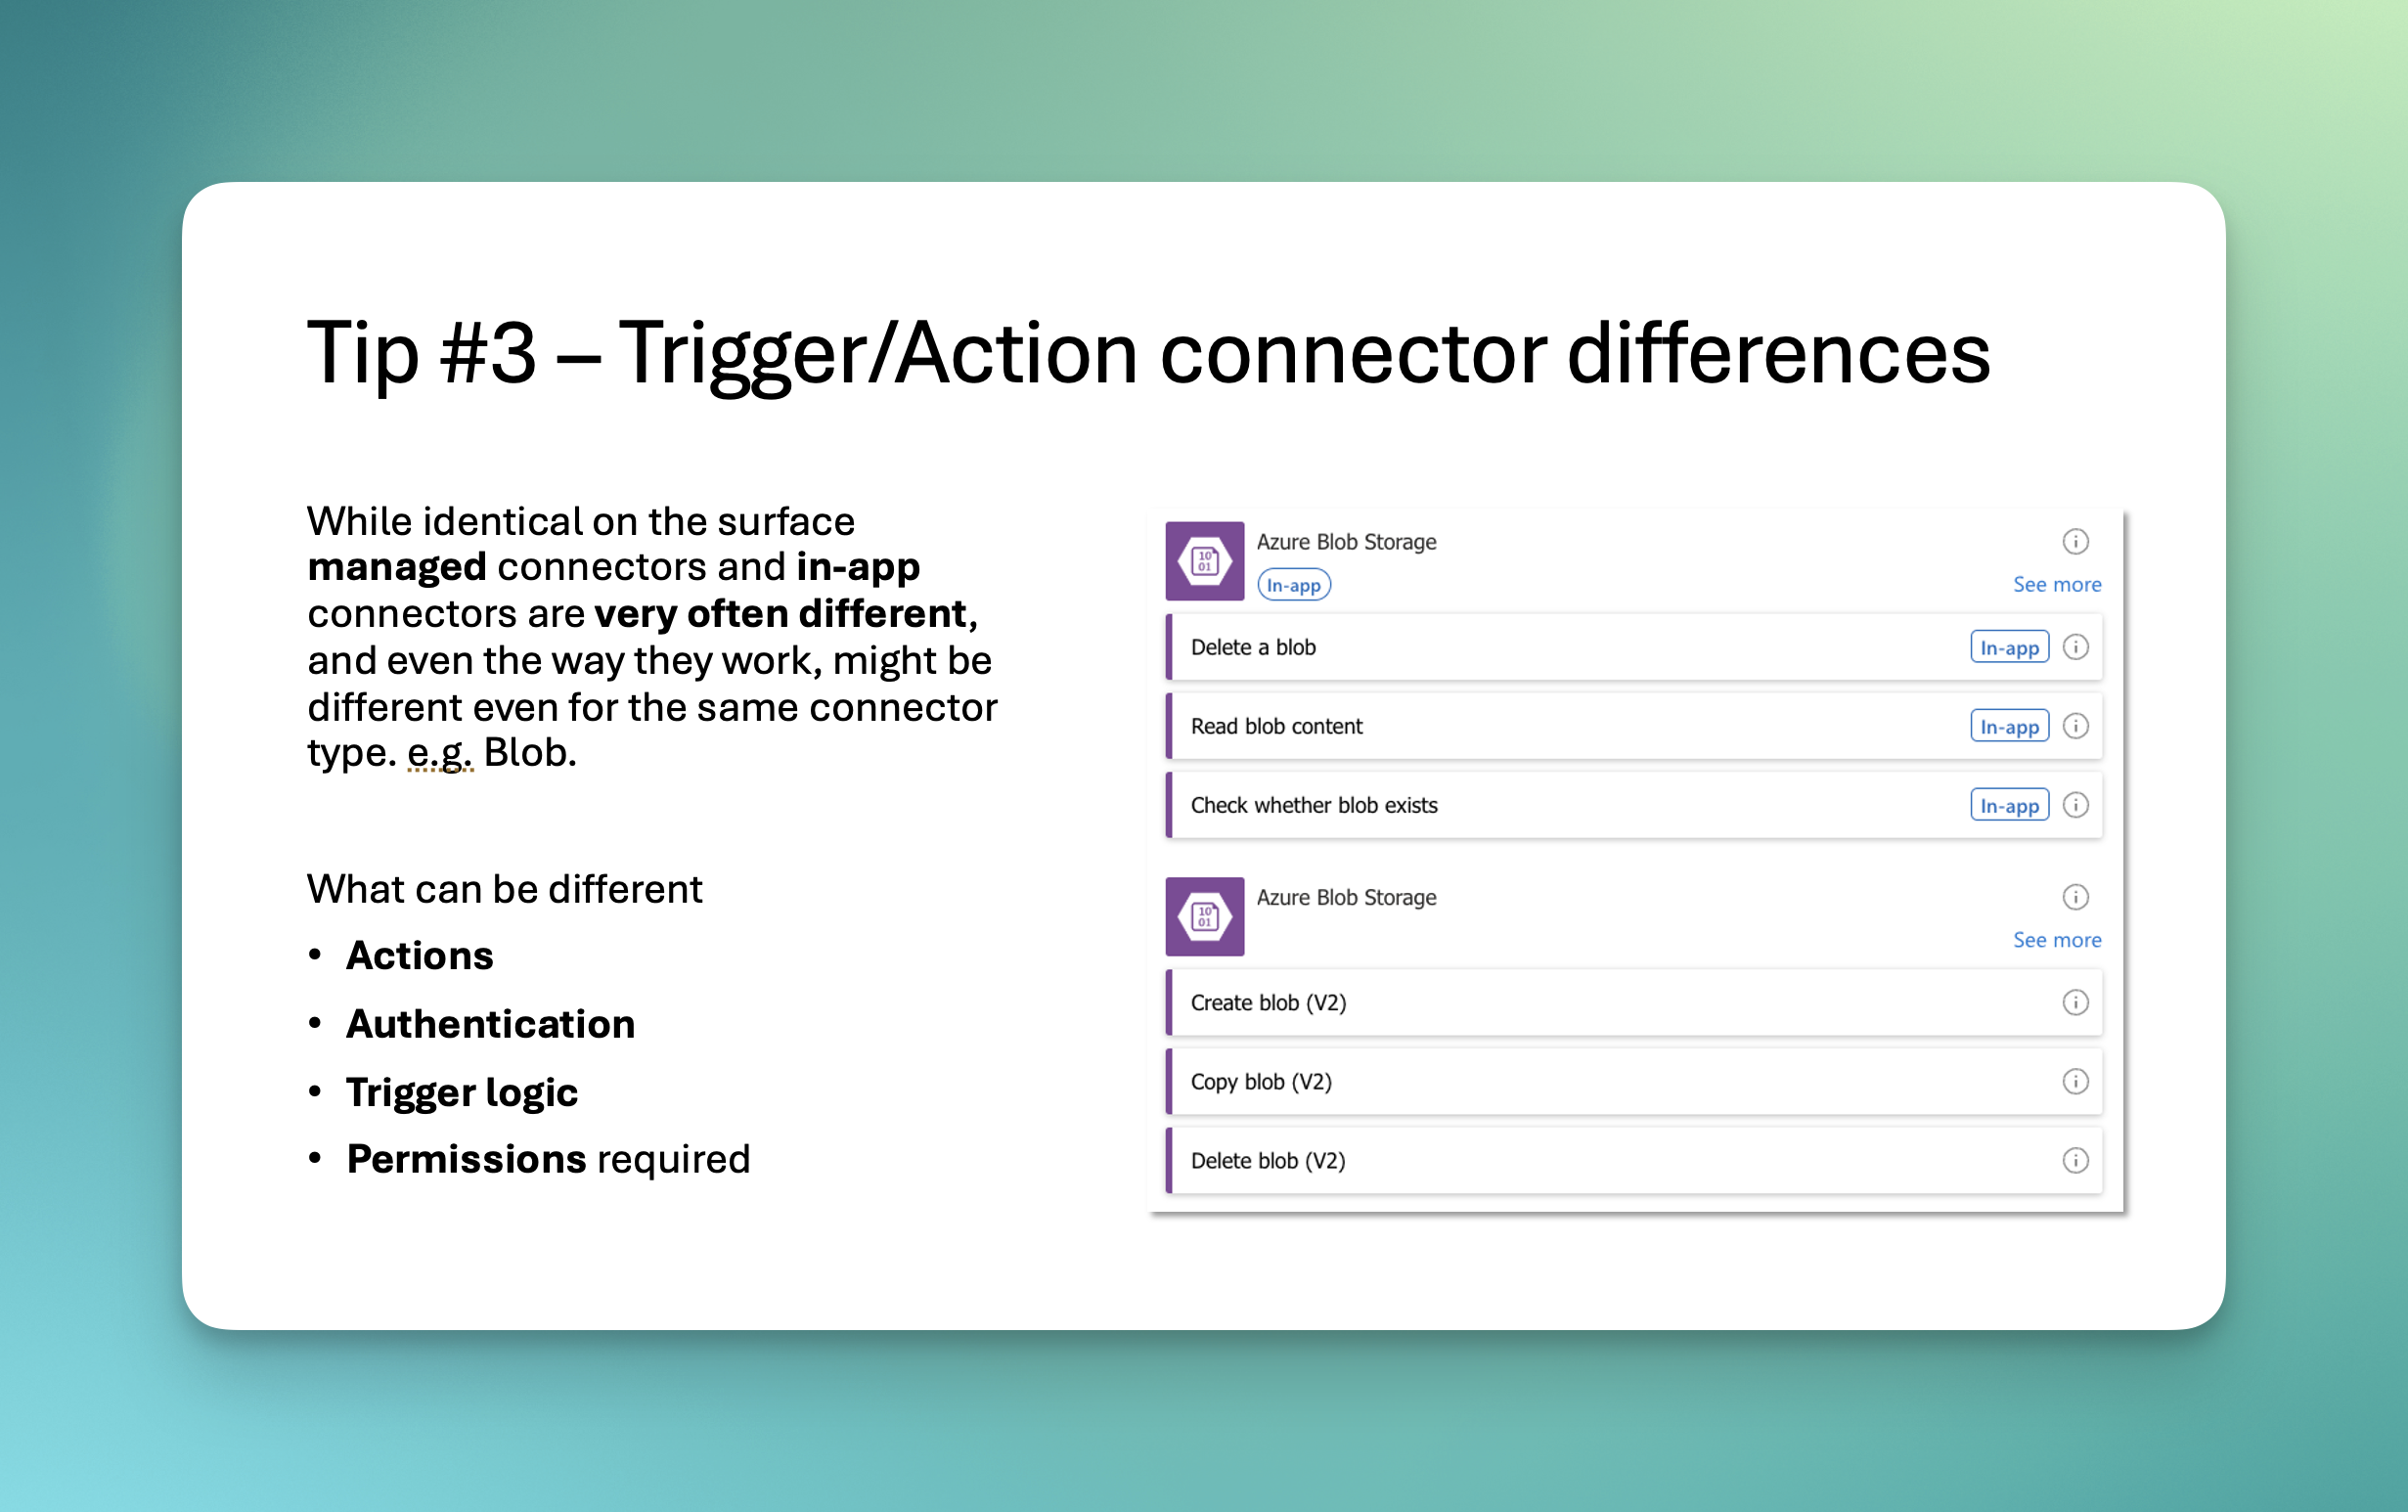 Tip #3 – Trigger/Action connector differences
While identical on the surface
managed connectors and in-app
connectors are very often different,
and even the way they work, might be
different even for the same connector
type. e.g. Blob.
What can be different
• Actions
• Authentication
• Trigger logic
• Permissions required
Azure Blob Storage
In-app
See more
Delete a blob In-app
Read blob content In-app
Check whether blob exists In-app
Azure Blob Storage
See more
Create blob (V2)
Copy blob (V2)
Delete blob (V2)